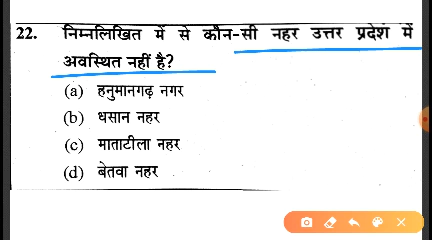 22. निम्नलिखित में से कौन-सी नहर उत्तर प्रदेश में
अवस्थित नहीं है?
(a) हनुमानगढ़ नगर
(b) धसान नहर
(c) माताटीला नहर
(d) बेतवा नहर